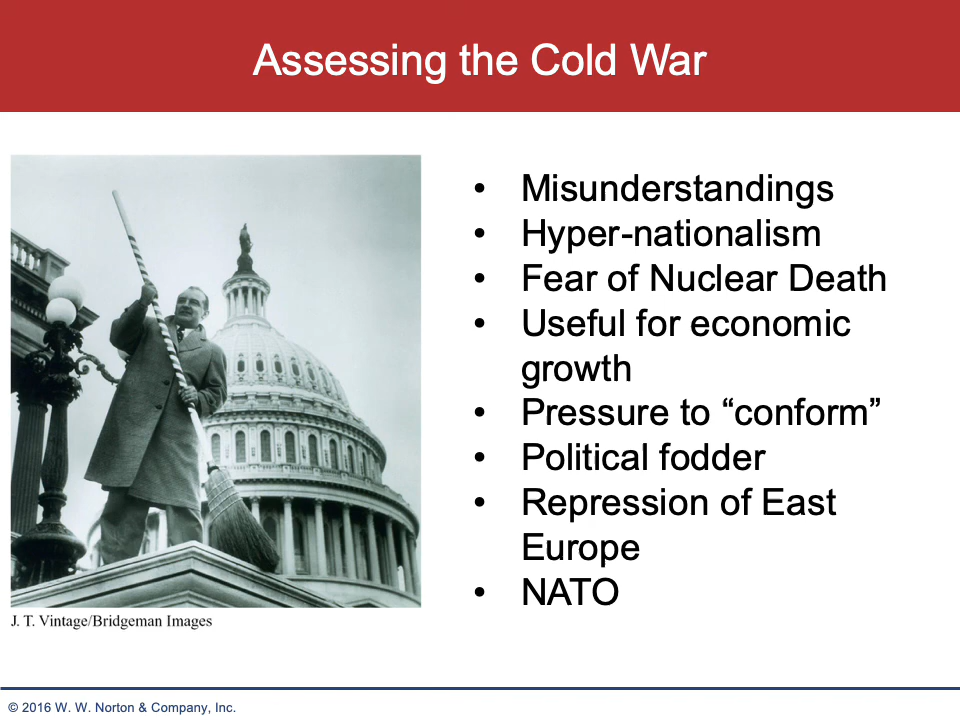 Assessing the Cold War
• Misunderstandings
• Hyper-nationalism
• Fear of Nuclear Death
• Useful for economic
growth
• Pressure to “conform”
• Political fodder
• Repression of East
Europe
• NATO
J. T. Vintage/Bridgeman Images
© 2016 W. W. Norton & Company, Inc.